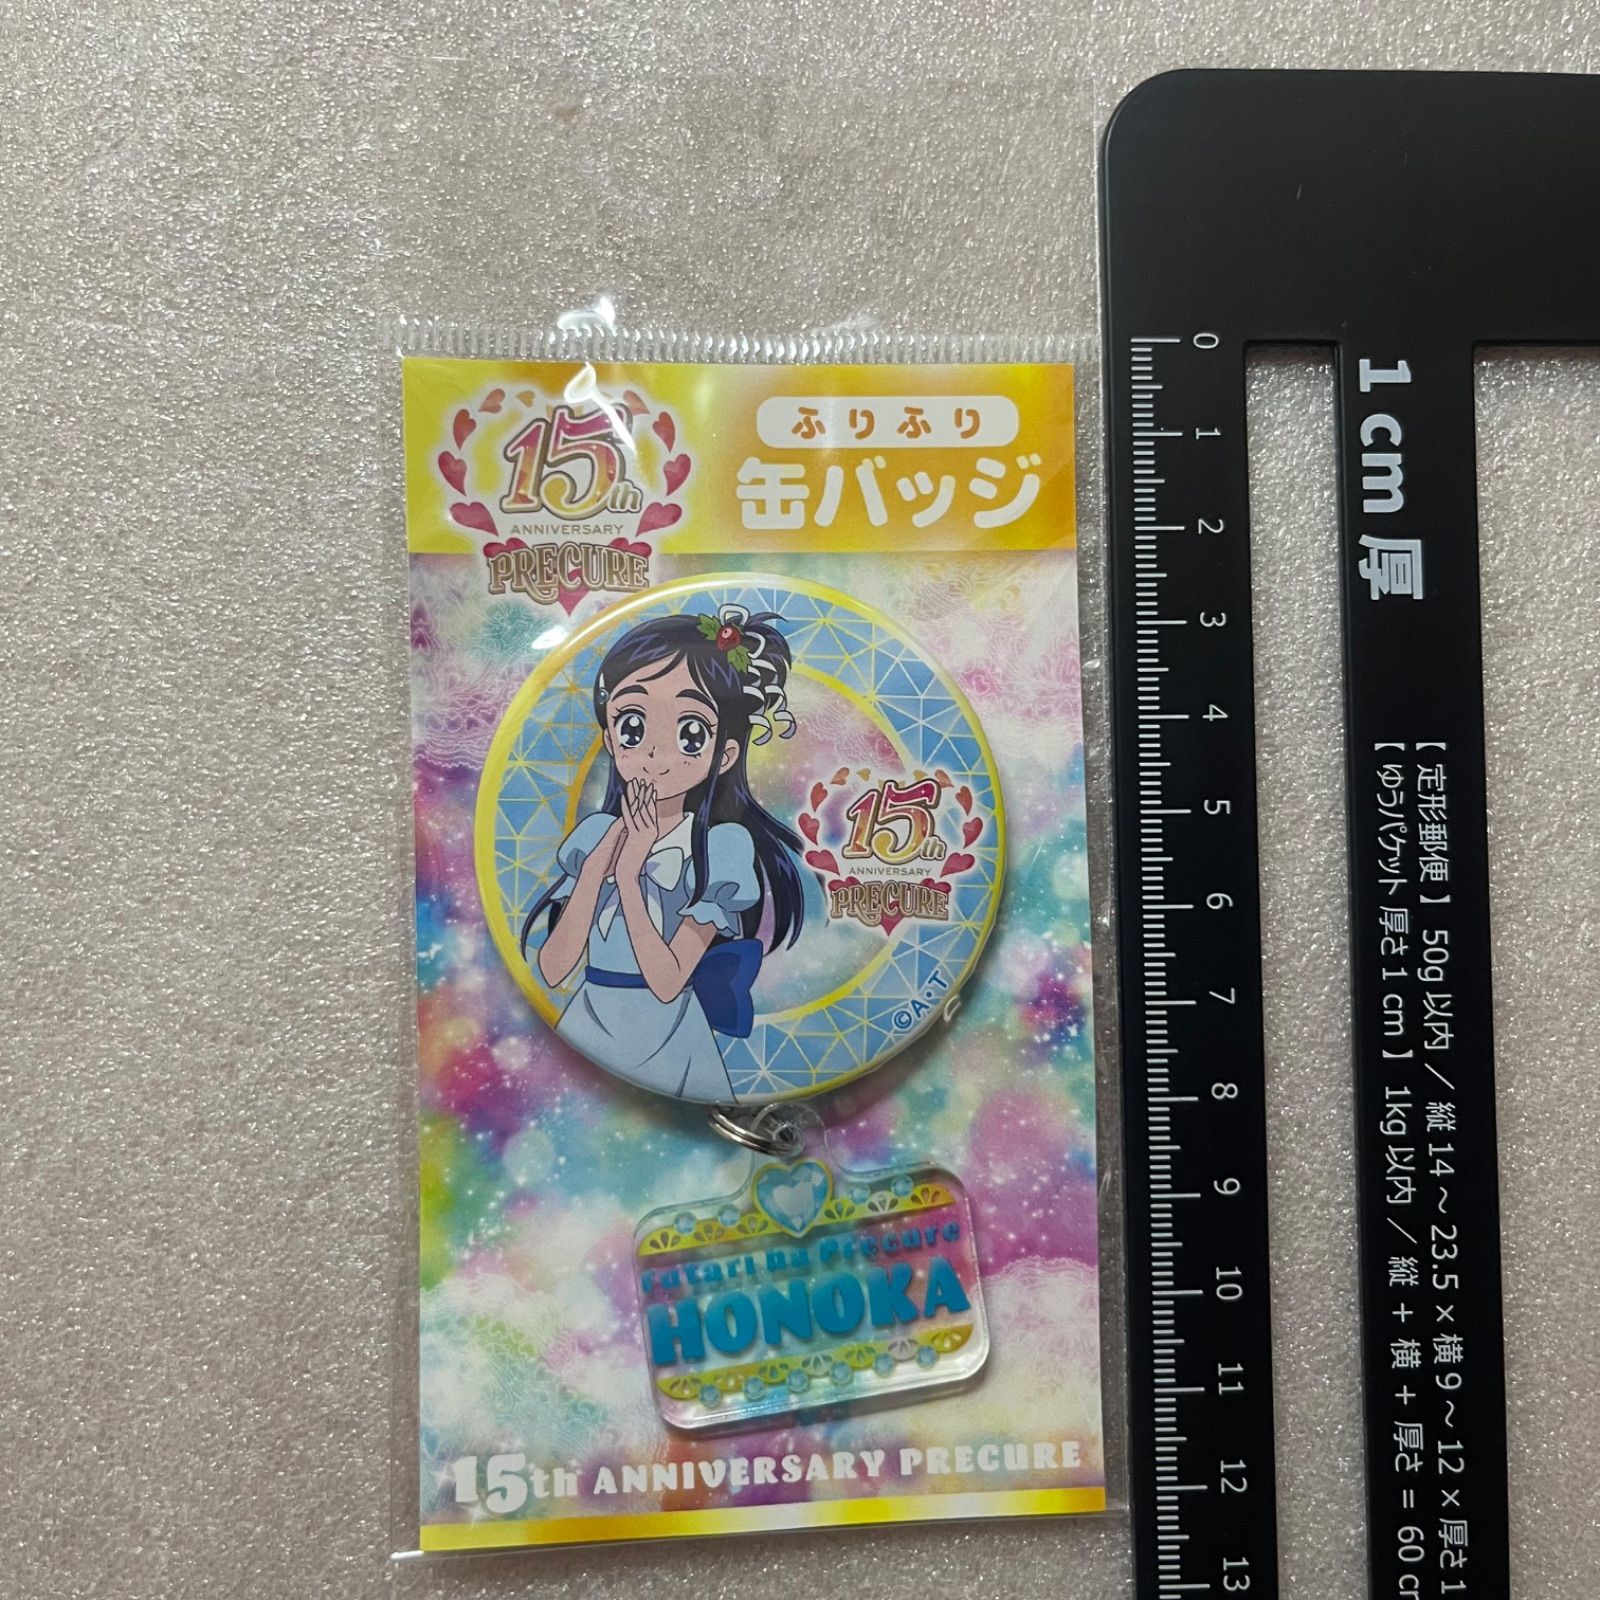 15th
ANNIVERSARY
PRECURE
ふりふり
缶バッジ
15th
ANNIVERSARY
PRECURE
©A・T
Futari wa Precure
HONOKA
15th ANNIVERSARY PRECURE
0
1
2
3
4
5
6
7
8
9
10
11
12
13
1cm厚
【定形郵便】50g以内／縦14～23.5×横9～12×厚さ1
【ゆうパケット厚さ1cm】1kg以内／縦＋横＋厚さ＝60c